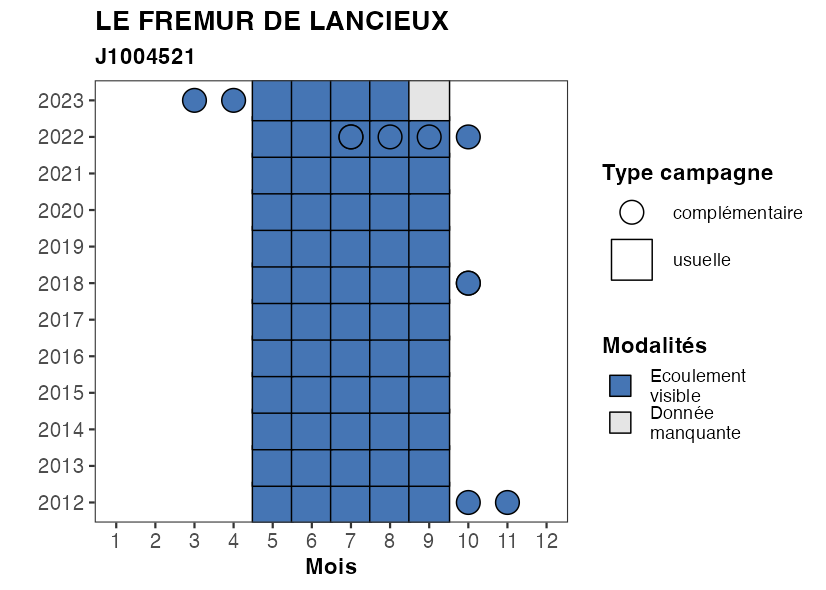 LE FREMUR DE LANCIEUX
J1004521
2023
2022
2021
2020
2019
2018
2017
2016
2015
2014
2013
2012
1 2 3 4 5 6 7 8 9 10 11 12
Mois
Type campagne
complémentaire
usuelle
Modalités
Ecoulement
visible
Donnée
manquante